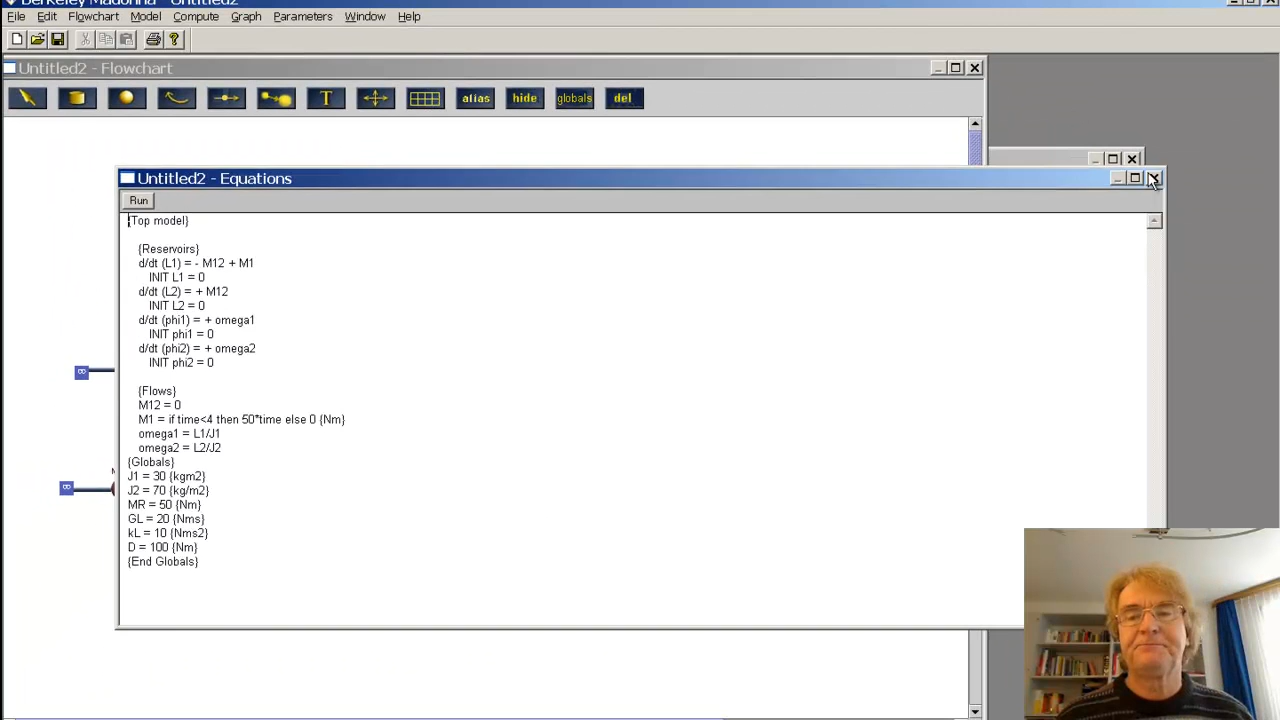 Berkeley Madonna - Untitled2
File Edit Flowchart Model Compute Graph Parameters Window Help
Untitled2 - Flowchart
T alias hide globals del
Untitled2 - Equations
Run
{Top model}
{Reservoirs}
d/dt (L1) = - M12 + M1
INIT L1 = 0
d/dt (L2) = + M12
INIT L2 = 0
d/dt (phi1) = + omega1
INIT phi1 = 0
d/dt (phi2) = + omega2
INIT phi2 = 0
{Flows}
M12 = 0
M1 = if time<4 then 50*time else 0 {Nm}
omega1 = L1/J1
omega2 = L2/J2
{Globals}
J1 = 30 {kgm2}
J2 = 70 {kg/m2}
MR = 50 {Nm}
GL = 20 {Nms}
kL = 10 {Nms2}
D = 100 {Nm}
{End Globals}